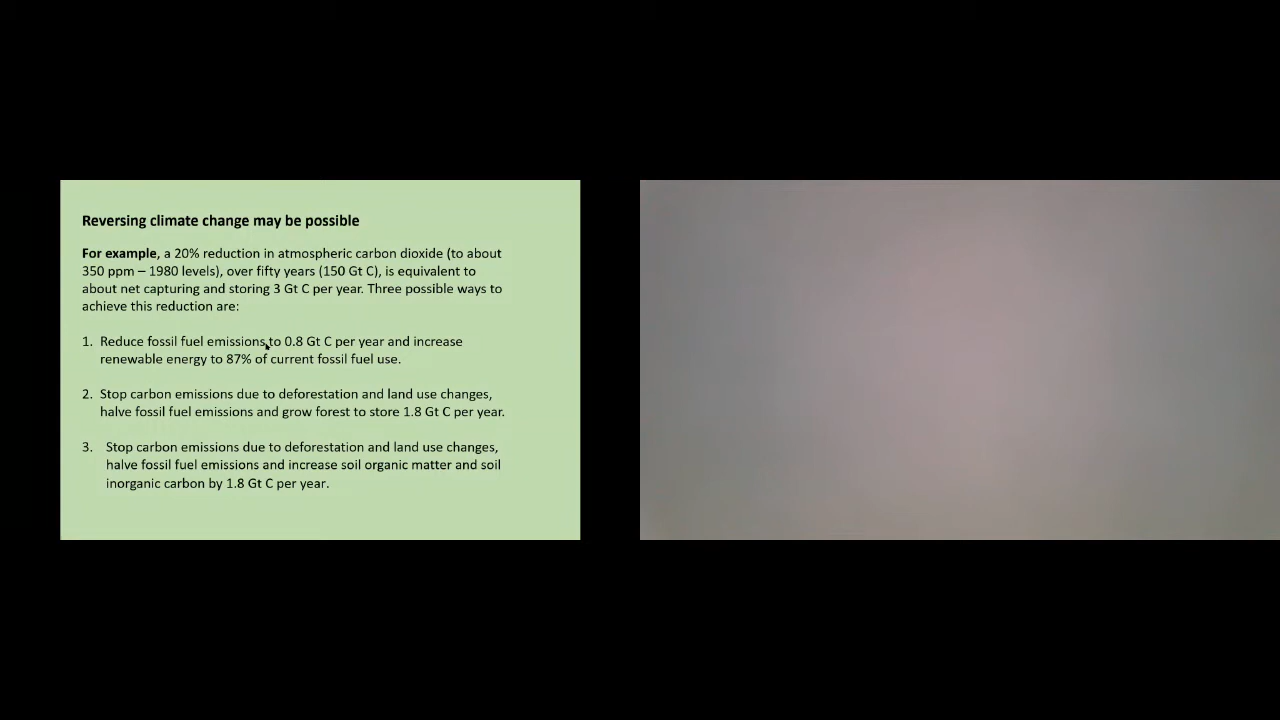 Reversing climate change may be possible
For example, a 20% reduction in atmospheric carbon dioxide (to about
350 ppm – 1980 levels), over fifty years (150 Gt C), is equivalent to
about net capturing and storing 3 Gt C per year. Three possible ways to
achieve this reduction are:
1. Reduce fossil fuel emissions to 0.8 Gt C per year and increase
renewable energy to 87% of current fossil fuel use.
2. Stop carbon emissions due to deforestation and land use changes,
halve fossil fuel emissions and grow forest to store 1.8 Gt C per year.
3. Stop carbon emissions due to deforestation and land use changes,
halve fossil fuel emissions and increase soil organic matter and soil
inorganic carbon by 1.8 Gt C per year.